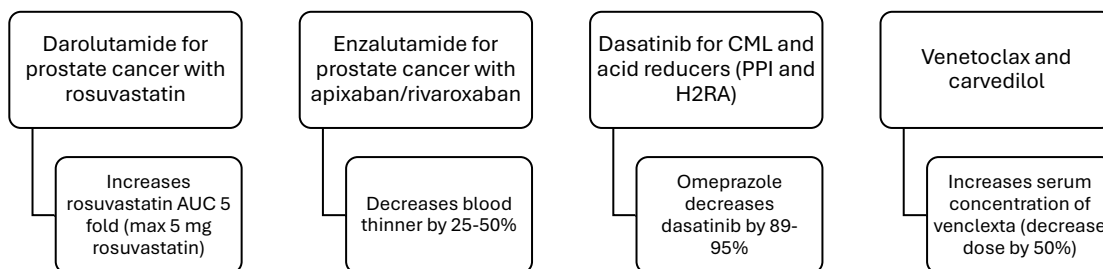 Darolutamide for
prostate cancer with
rosuvastatin
Increases
rosuvastatin AUC 5
fold (max 5 mg
rosuvastatin)
Enzalutamide for
prostate cancer with
apixaban/rivaroxaban
Decreases blood
thinner by 25-50%
Dasatinib for CML and
acid reducers (PPI and
H2RA)
Omeprazole
decreases
dasatinib by 89-
95%
Venetoclax and
carvedilol
Increases serum
concentration of
venclexta (decrease
dose by 50%)